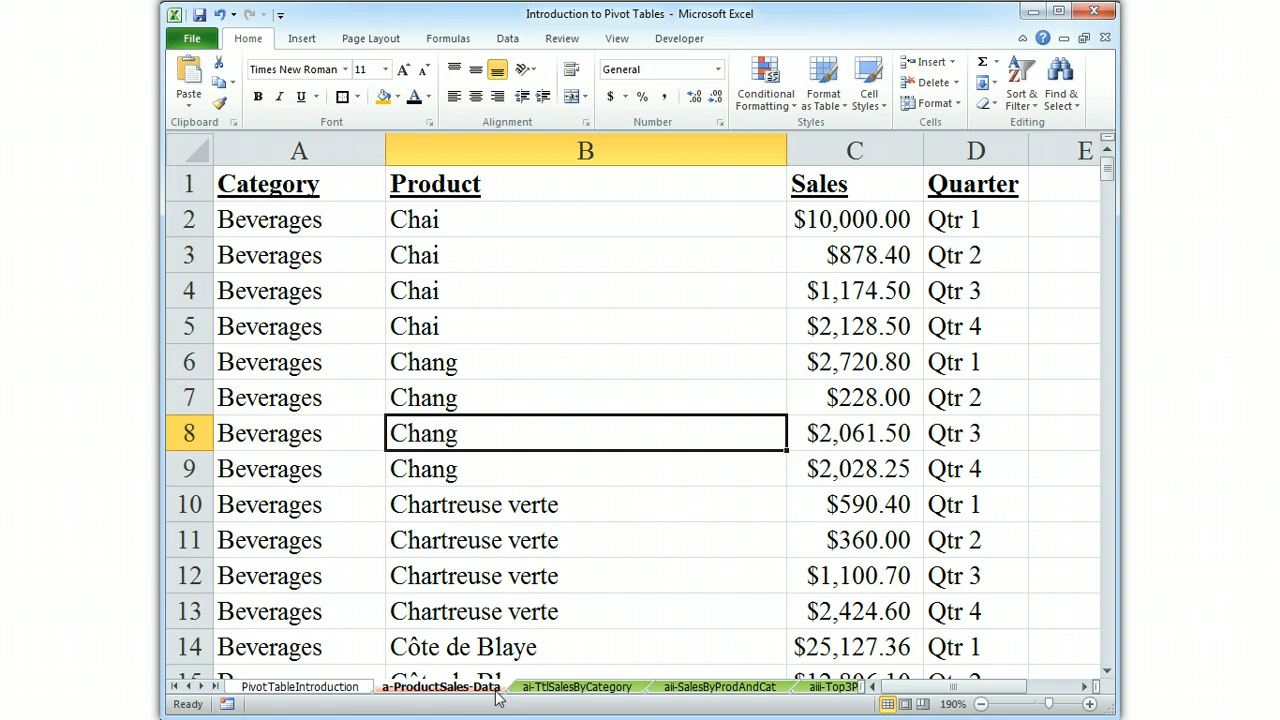 Introduction to Pivot Tables - Microsoft Excel
File Home Insert Page Layout Formulas Data Review View Developer
Times New Roman 11 General Insert Σ
Paste B I U $ % , Conditional Formatting Format as Table Cell Styles Delete Format Sort & Filter Find & Select
Clipboard Font Alignment Number Styles Cells Editing
A B C D E
1 Category Product Sales Quarter
2 Beverages Chai $10,000.00 Qtr 1
3 Beverages Chai $878.40 Qtr 2
4 Beverages Chai $1,174.50 Qtr 3
5 Beverages Chai $2,128.50 Qtr 4
6 Beverages Chang $2,720.80 Qtr 1
7 Beverages Chang $228.00 Qtr 2
8 Beverages Chang $2,061.50 Qtr 3
9 Beverages Chang $2,028.25 Qtr 4
10 Beverages Chartreuse verte $590.40 Qtr 1
11 Beverages Chartreuse verte $360.00 Qtr 2
12 Beverages Chartreuse verte $1,100.70 Qtr 3
13 Beverages Chartreuse verte $2,424.60 Qtr 4
14 Beverages Côte de Blaye $25,127.36 Qtr 1
PivotTableIntroduction a-ProductSales-Data ai-TtlSalesByCategory aii-SalesByProdAndCat aiii-Top3P
Ready 190%